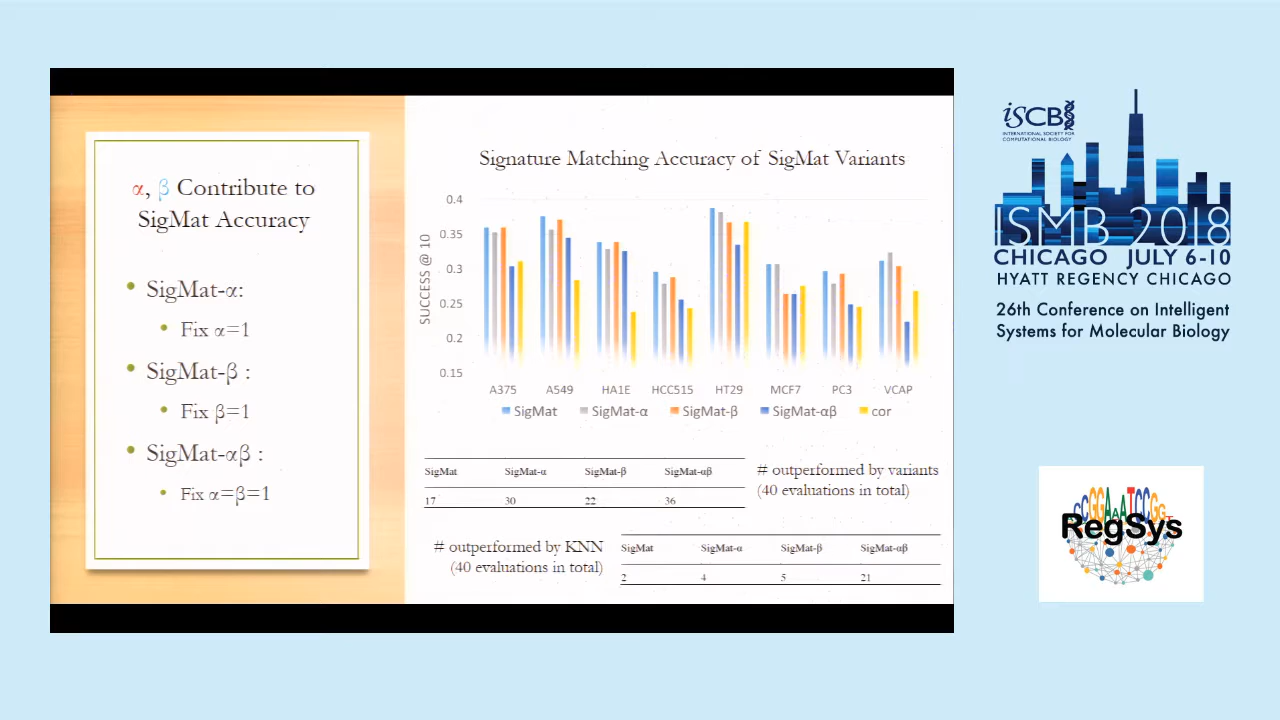 α, β Contribute to
SigMat Accuracy
• SigMat-α:
• Fix α=1
• SigMat-β :
• Fix β=1
• SigMat-αβ :
• Fix α=β=1
Signature Matching Accuracy of SigMat Variants
SUCCESS @ 10
0.4
0.35
0.3
0.25
0.2
0.15
A375 A549 HA1E HCC515 HT29 MCF7 PC3 VCAP
SigMat SigMat-α SigMat-β SigMat-αβ cor
SigMat SigMat-α SigMat-β SigMat-αβ
17 30 22 36
# outperformed by variants
(40 evaluations in total)
# outperformed by KNN
(40 evaluations in total)
SigMat SigMat-α SigMat-β SigMat-αβ
2 4 5 21
iSCB
INTERNATIONAL SOCIETY FOR
COMPUTATIONAL BIOLOGY
ISMB 2018
CHICAGO JULY 6-10
HYATT REGENCY CHICAGO
26th Conference on Intelligent
Systems for Molecular Biology
RegSys